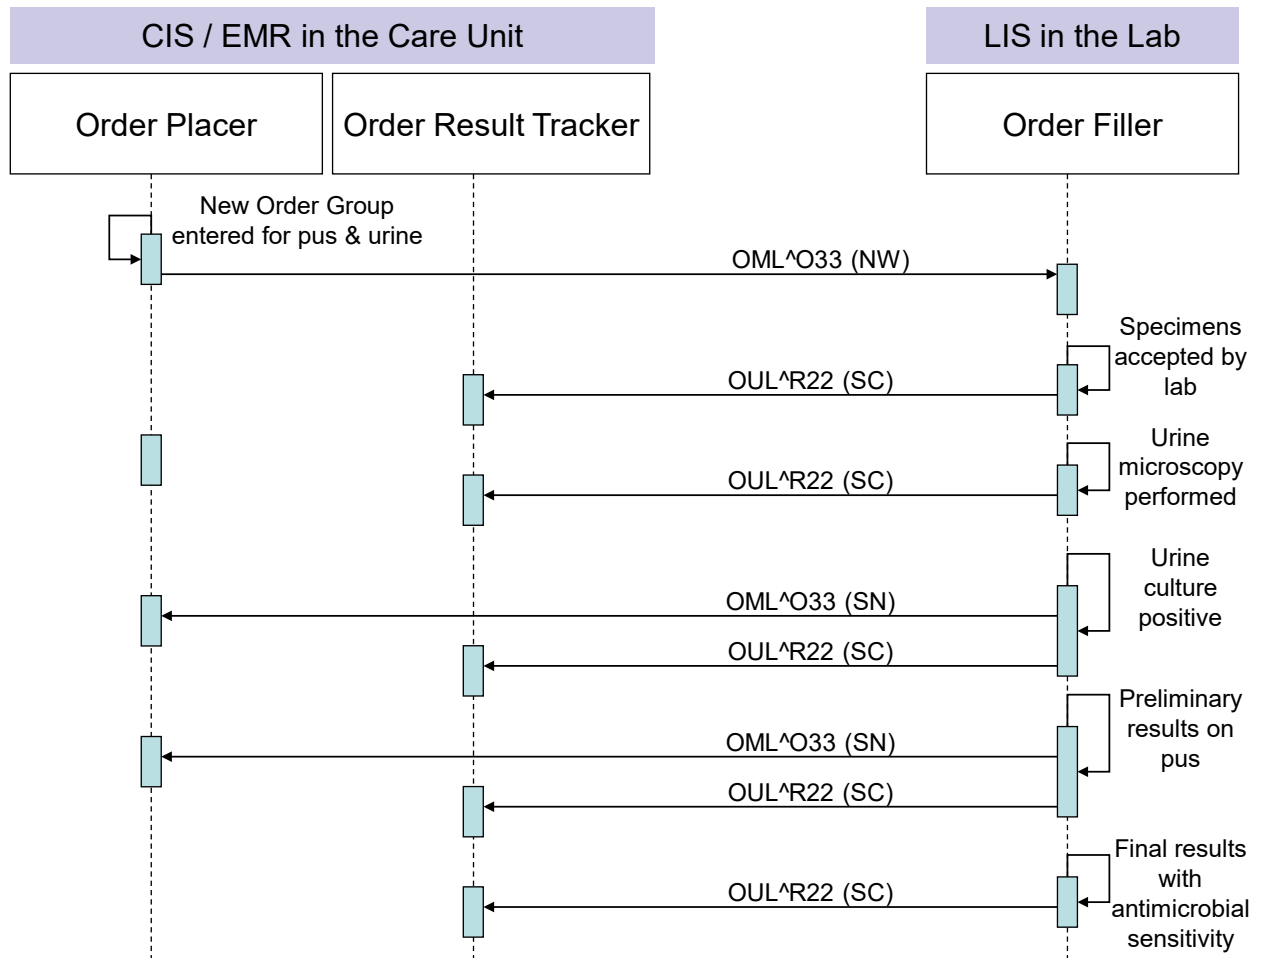 CIS / EMR in the Care Unit
LIS in the Lab
Order Placer
Order Result Tracker
Order Filler
New Order Group
entered for pus & urine
OML^O33 (NW)
Specimens
accepted by
lab
OUL^R22 (SC)
Urine
microscopy
performed
OUL^R22 (SC)
Urine
culture
positive
OML^O33 (SN)
OUL^R22 (SC)
Preliminary
results on
pus
OML^O33 (SN)
OUL^R22 (SC)
Final results
with
antimicrobial
sensitivity
OUL^R22 (SC)